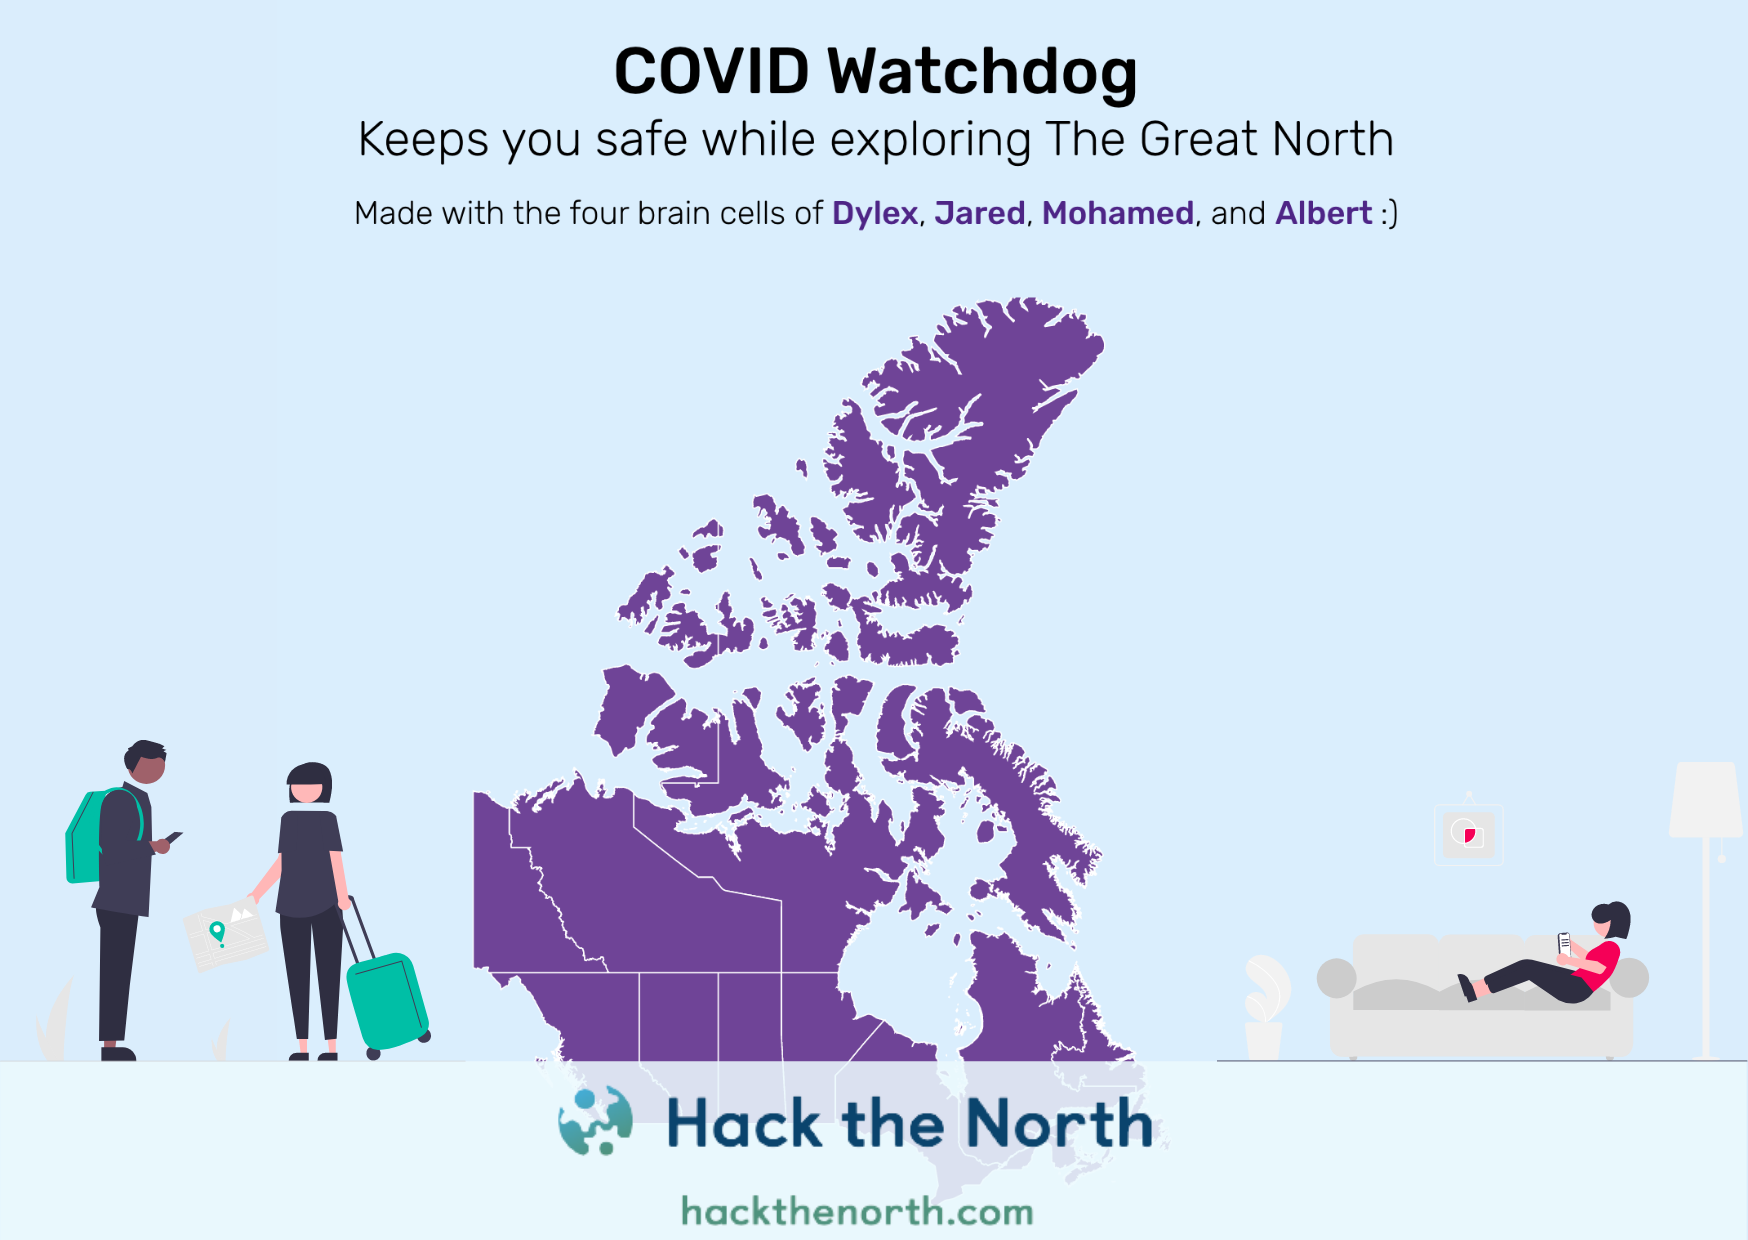 COVID Watchdog
Keeps you safe while exploring The Great North
Made with the four brain cells of Dylex, Jared, Mohamed, and Albert :)
Hack the North
hackthenorth.com